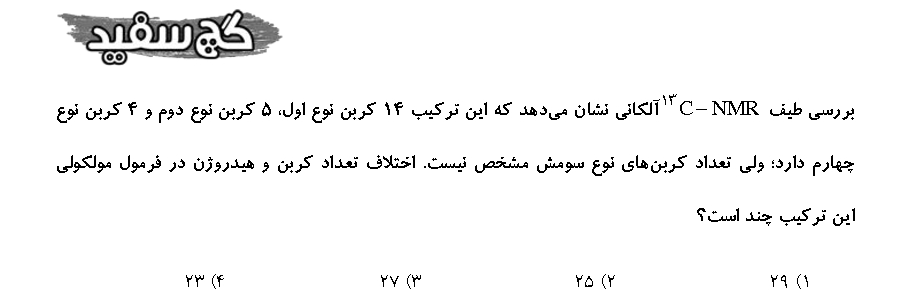 گچ سفید
بررسی طیف ¹³C – NMR آلکانی نشان می‌دهد که این ترکیب ۱۴ کربن نوع اول، ۵ کربن نوع دوم و ۴ کربن نوع
چهارم دارد؛ ولی تعداد کربن‌های نوع سومش مشخص نیست. اختلاف تعداد کربن و هیدروژن در فرمول مولکولی
این ترکیب چند است؟
۱) ۲۹ ۲) ۲۵ ۳) ۲۷ ۴) ۲۳